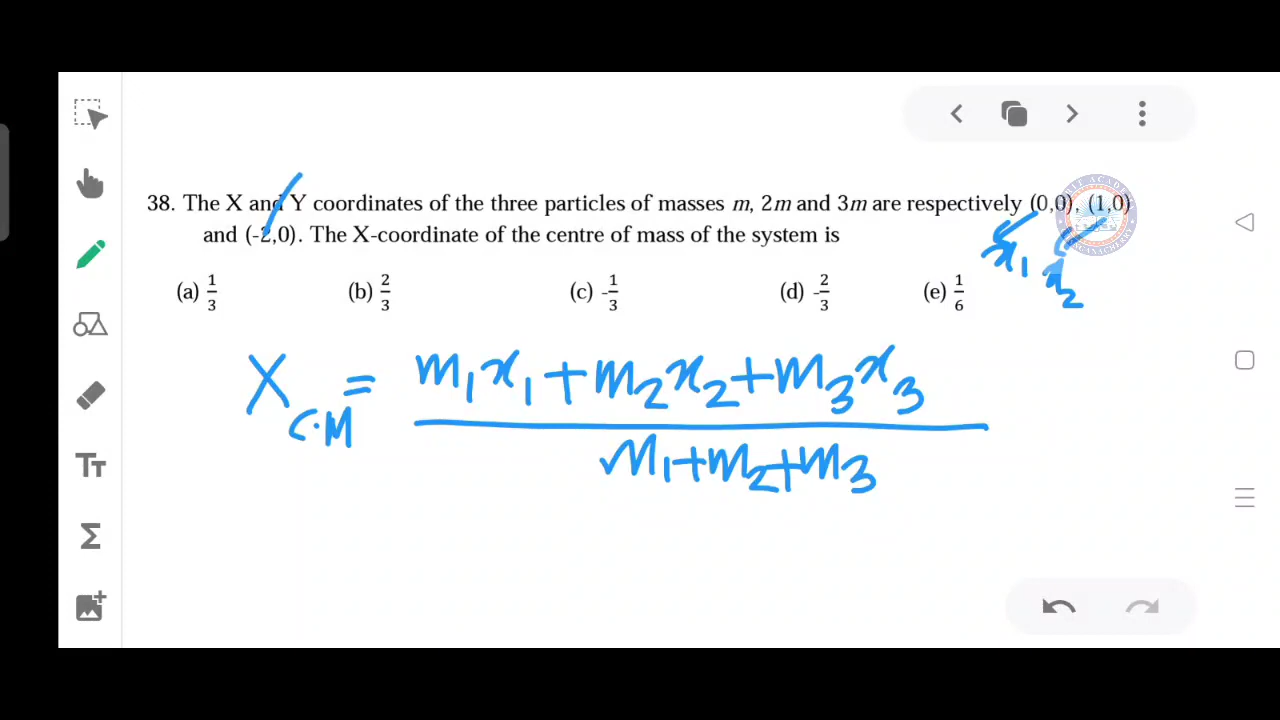 38. The X and Y coordinates of the three particles of masses m, 2m and 3m are respectively (0,0), (1,0)
and (-2,0). The X-coordinate of the centre of mass of the system is
x₁ x₂
(a) 1/3 (b) 2/3 (c) -1/3 (d) -2/3 (e) 1/6
X_C.M = (m₁x₁+m₂x₂+m₃x₃)/(m₁+m₂+m₃)
Tт
Σ